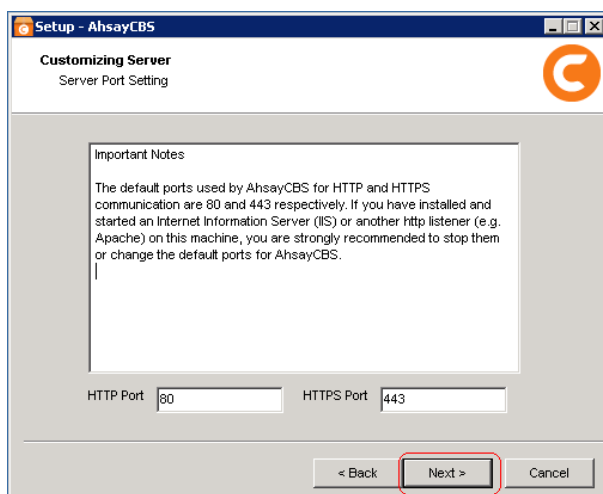 Setup - AhsayCBS
Customizing Server
Server Port Setting
Important Notes
The default ports used by AhsayCBS for HTTP and HTTPS
communication are 80 and 443 respectively. If you have installed and
started an Internet Information Server (IIS) or another http listener (e.g.
Apache) on this machine, you are strongly recommended to stop them
or change the default ports for AhsayCBS.
HTTP Port 80 HTTPS Port 443
< Back Next > Cancel